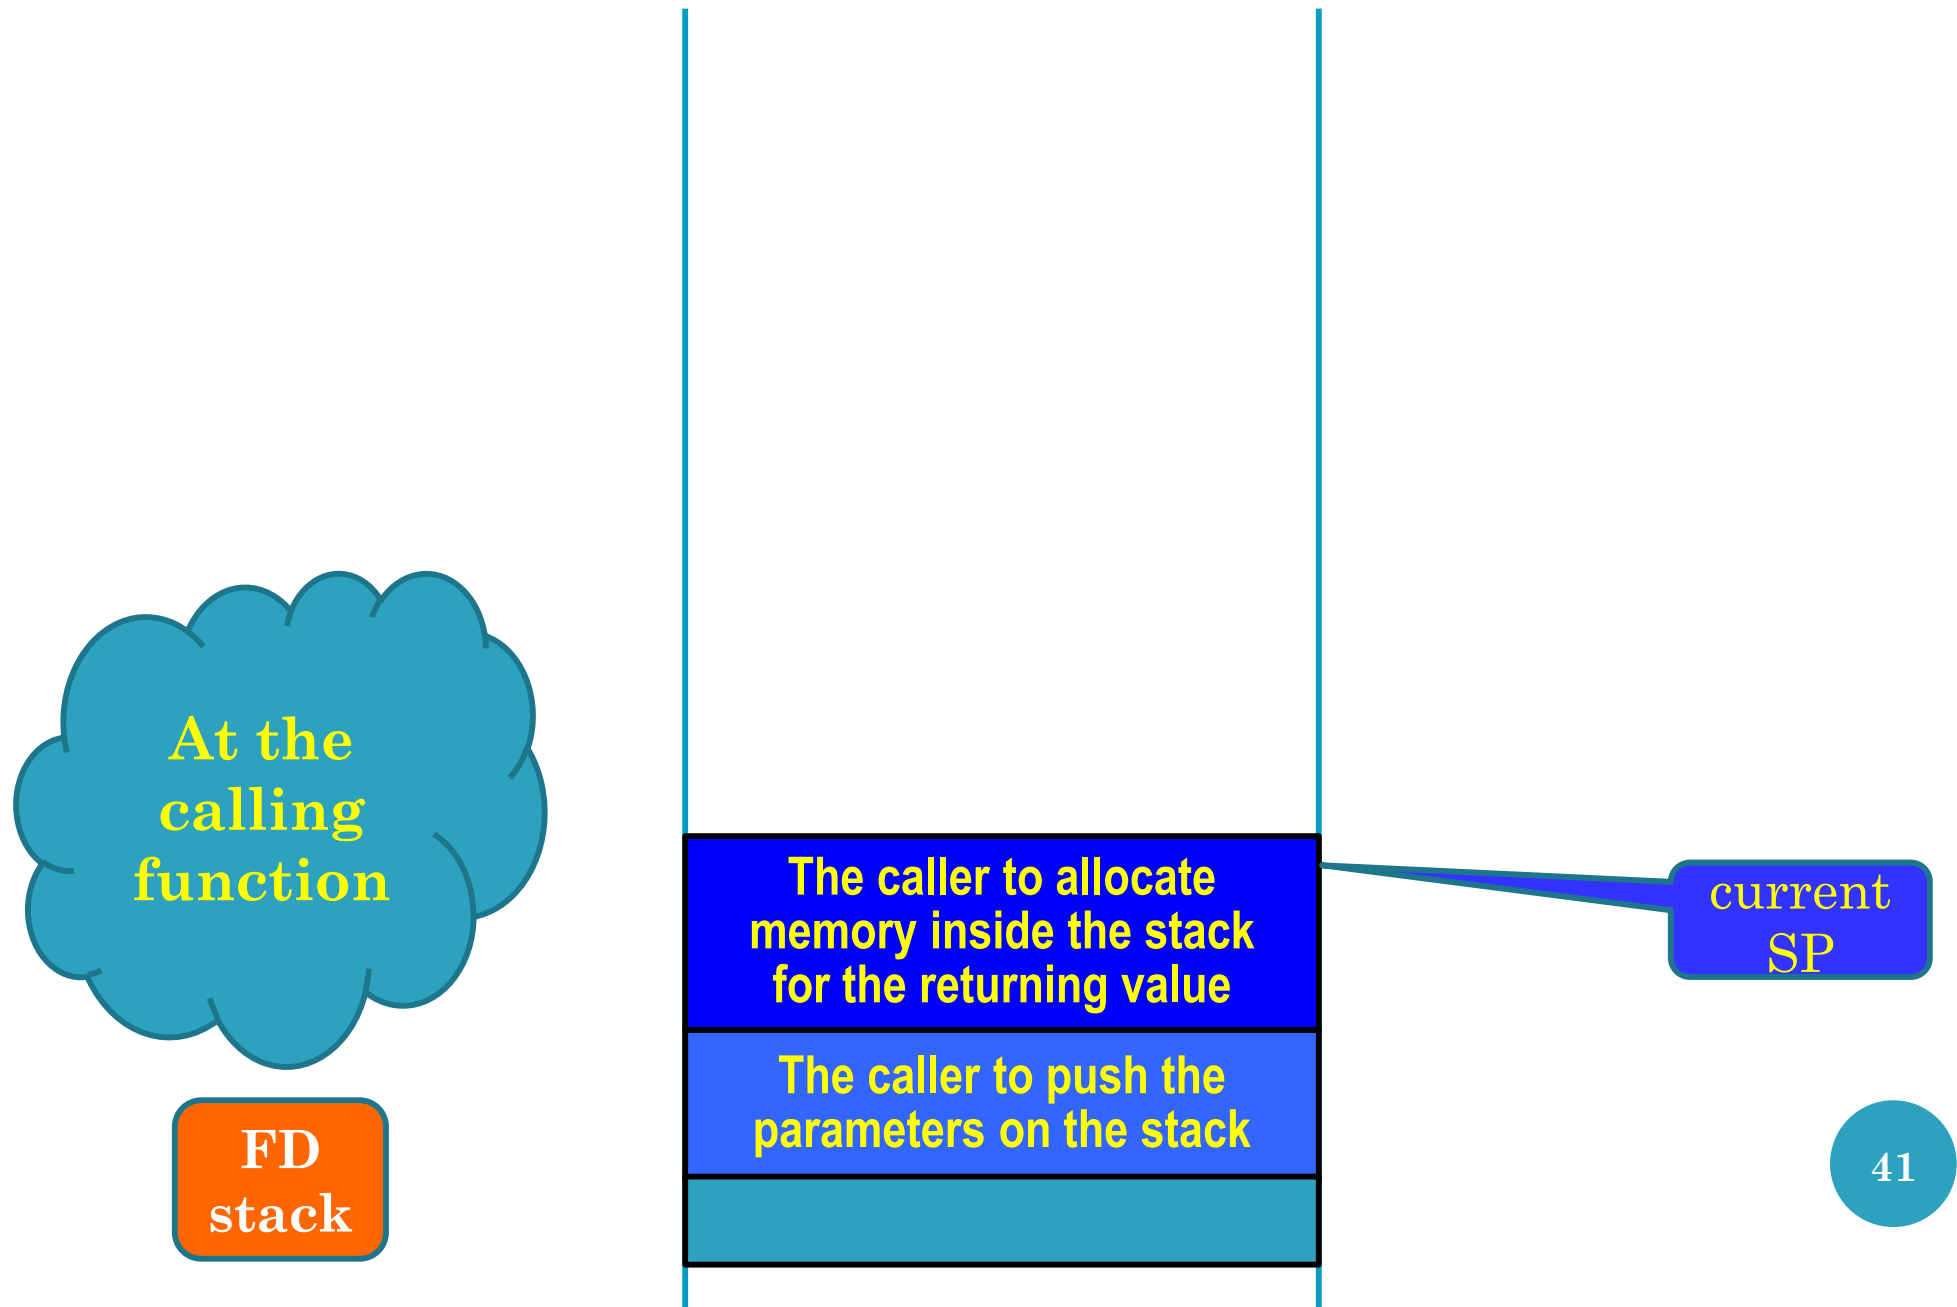 At the
calling
function
The caller to allocate
memory inside the stack
for the returning value
current
SP
The caller to push the
parameters on the stack
FD
stack
41